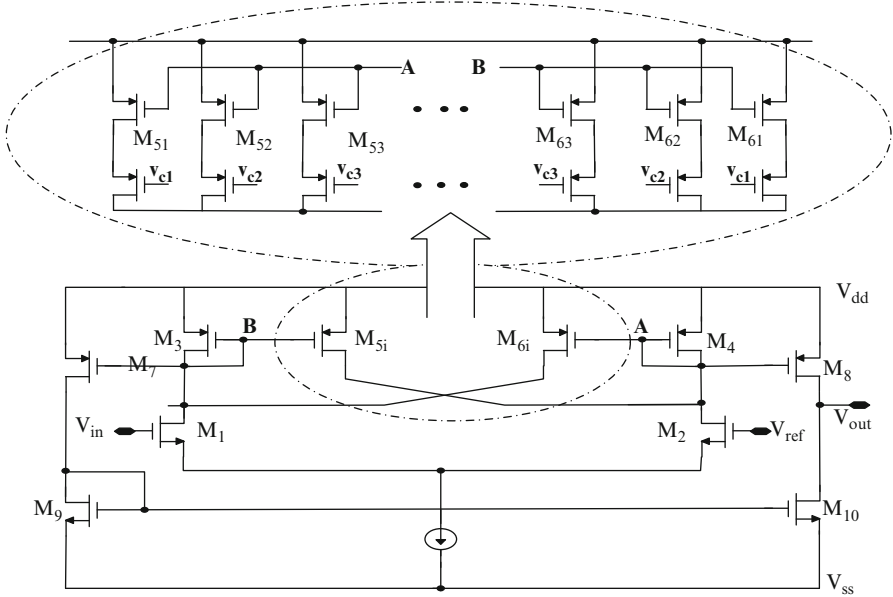 A B
M51 M52 M53 M63 M62 M61
vc1 vc2 vc3 vc3 vc2 vc1
Vdd
M3 B M5i M6i A M4
M7 M8
Vin M1 M2 Vref Vout
M9 M10
Vss